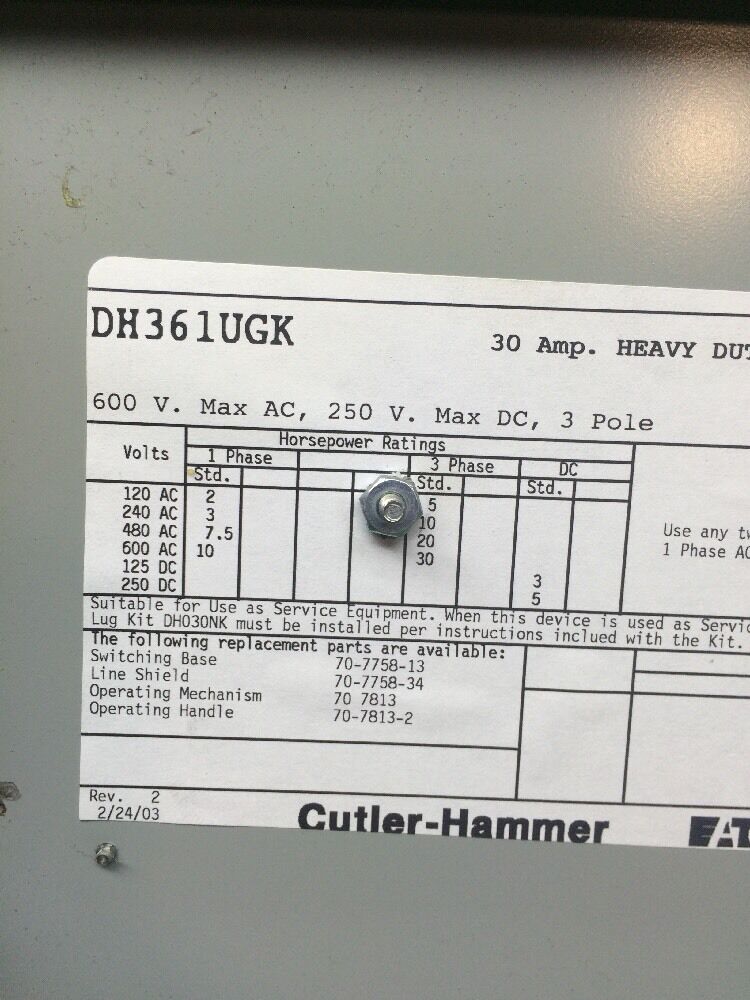 DH361UGK 30 Amp. HEAVY DUT
600 V. Max AC, 250 V. Max DC, 3 Pole
Volts
Horsepower Ratings
1 Phase 3 Phase DC
Std. Std. Std.
120 AC 2 5
240 AC 3 10
480 AC 7.5 20
600 AC 10 30
125 DC 3
250 DC 5
Use any tw
1 Phase AC
Suitable for Use as Service Equipment. When this device is used as Servic
Lug Kit DH030NK must be installed per instructions inclued with the Kit.
The following replacement parts are available:
Switching Base 70-7758-13
Line Shield 70-7758-34
Operating Mechanism 70 7813
Operating Handle 70-7813-2
Rev. 2
2/24/03
Cutler-Hammer EAT